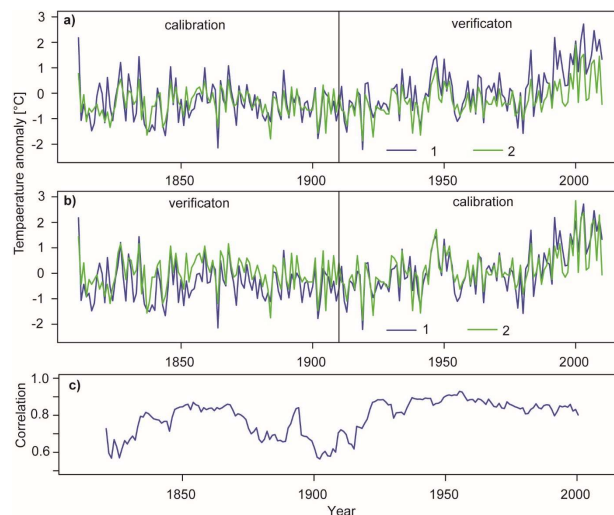 a) calibration verification
3
2
1
0
-1
-2
1 2
1850 1900 1950 2000
Tempaerature anomaly [°C]
b) verificaton calibration
3
2
1
0
-1
-2
1 2
1850 1900 1950 2000
c)
1.0
0.8
0.6
Correlation
1850 1900 1950 2000
Year